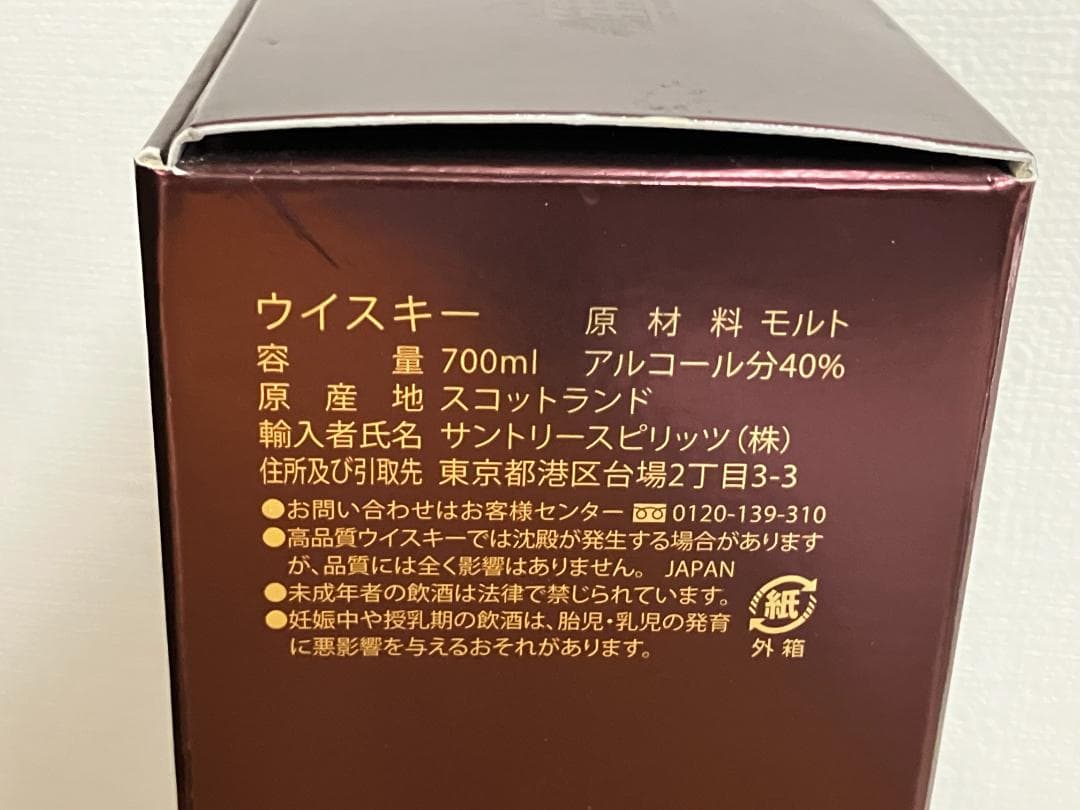 ウイスキー 原材料 モルト
容量 700ml アルコール分40%
原産地 スコットランド
輸入者氏名 サントリースピリッツ(株)
住所及び引取先 東京都港区台場2丁目3-3
●お問い合わせはお客様センター 0120-139-310
●高品質ウイスキーでは沈殿が発生する場合があります
が、品質には全く影響はありません。 JAPAN
●未成年者の飲酒は法律で禁じられています。
●妊娠中や授乳期の飲酒は、胎児・乳児の発育
に悪影響を与えるおそれがあります。
紙
外箱